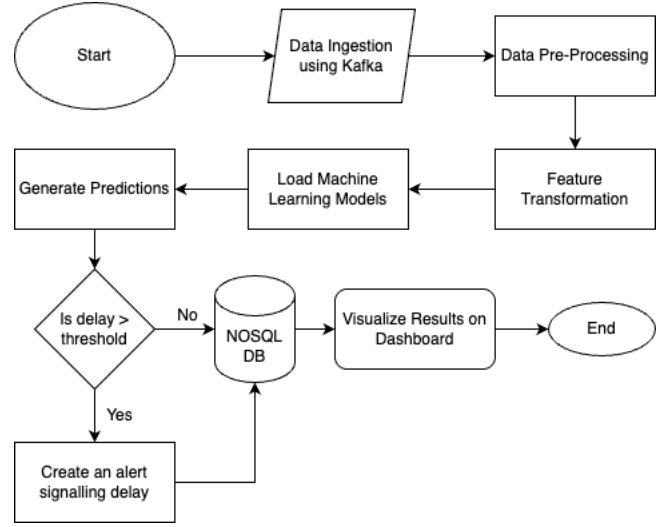 Start
Data Ingestion
using Kafka
Data Pre-Processing
Generate Predictions
Load Machine
Learning Models
Feature
Transformation
Is delay >
threshold
No
NOSQL
DB
Visualize Results on
Dashboard
End
Yes
Create an alert
signalling delay